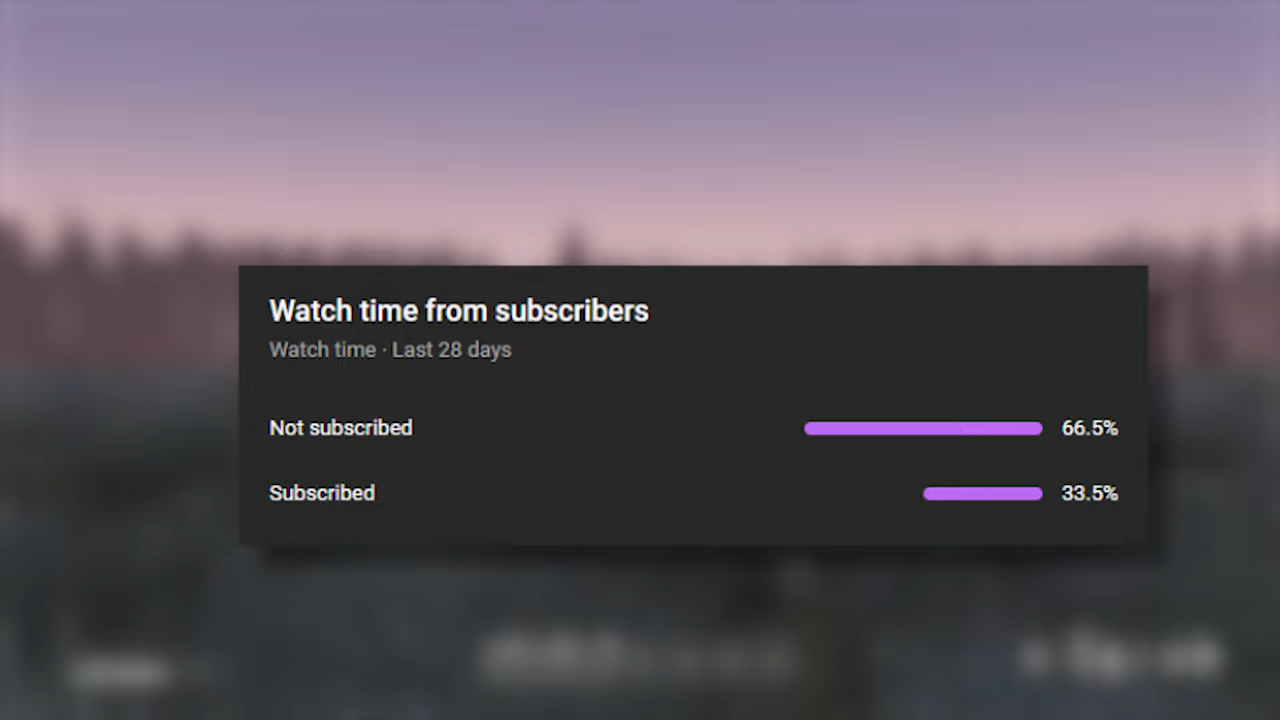 Watch time from subscribers
Watch time · Last 28 days
Not subscribed 66.5%
Subscribed 33.5%